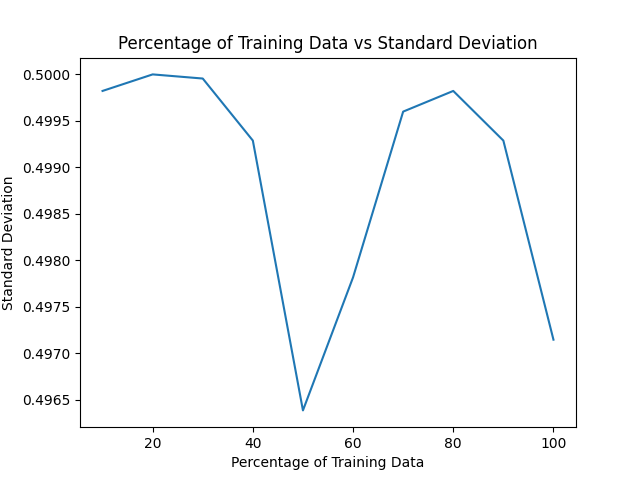 Percentage of Training Data vs Standard Deviation
0.5000
0.4995
0.4990
0.4985
0.4980
0.4975
0.4970
0.4965
Standard Deviation
20 40 60 80 100
Percentage of Training Data